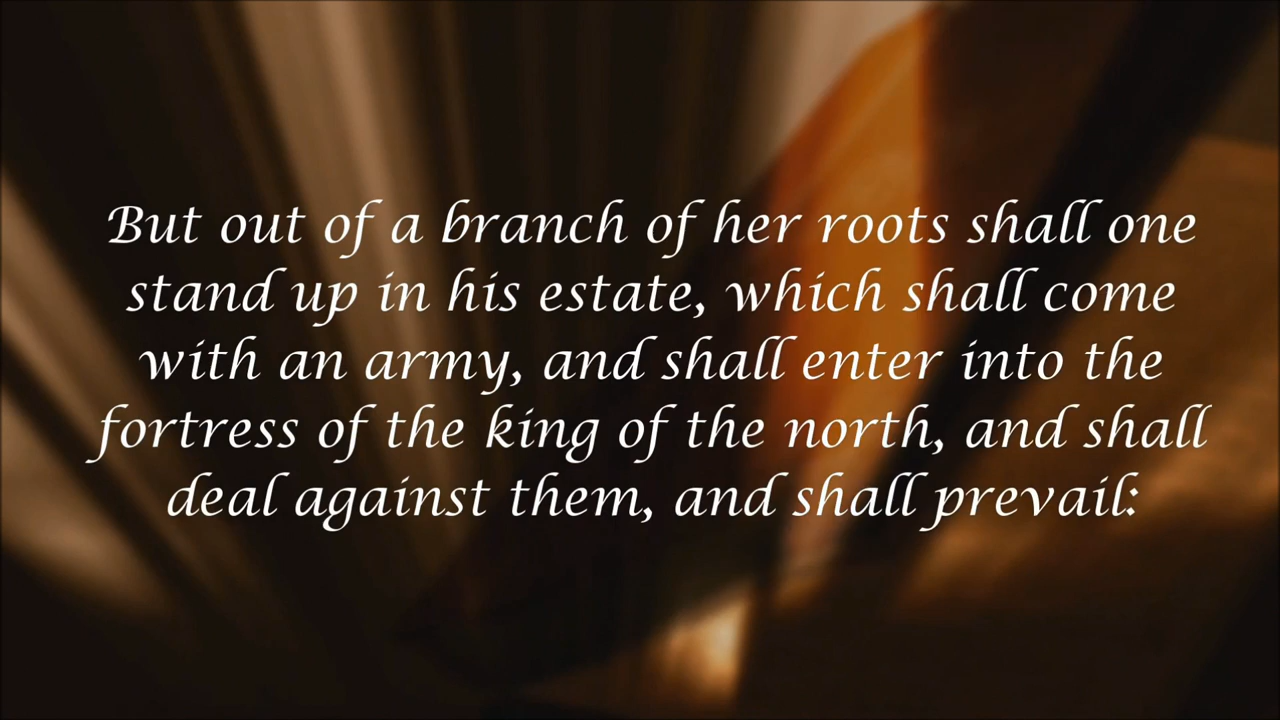 But out of a branch of her roots shall one
stand up in his estate, which shall come
with an army, and shall enter into the
fortress of the king of the north, and shall
deal against them, and shall prevail: